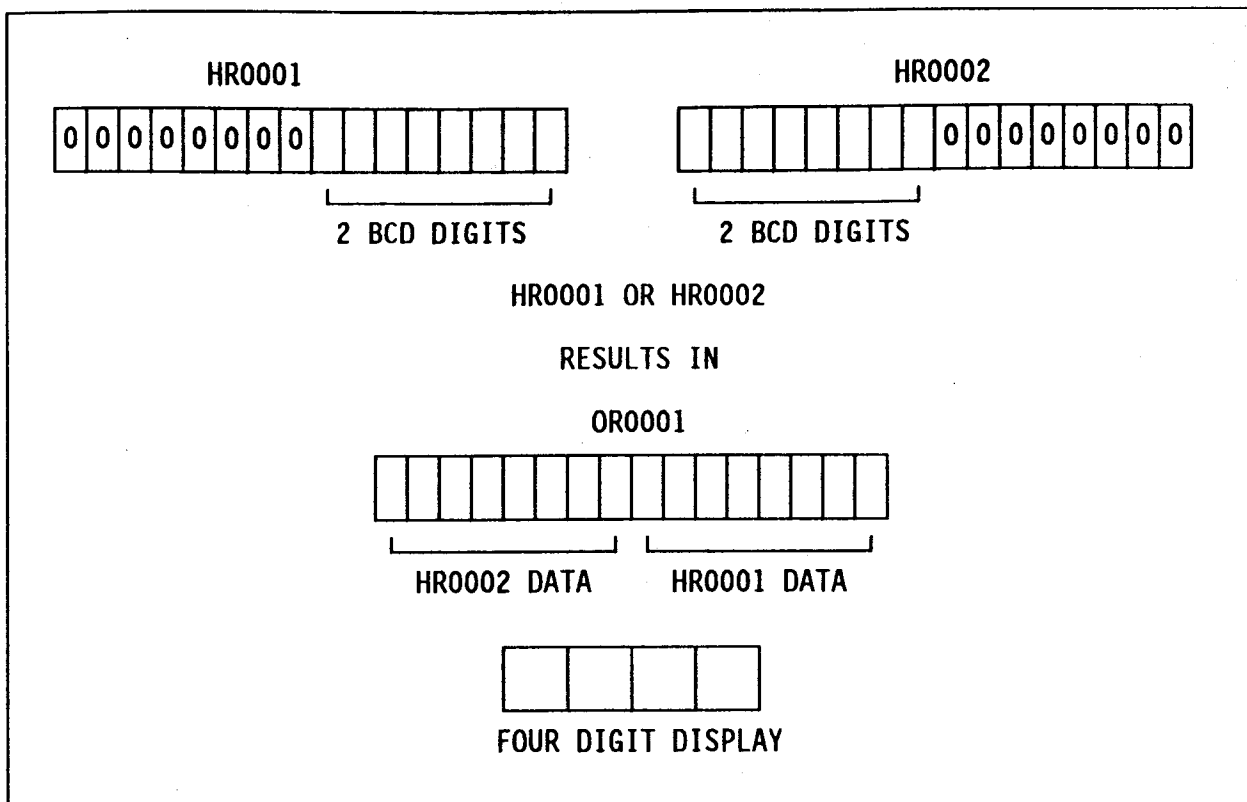 HR0001 HR0002
0 0 0 0 0 0 0 0 0 0 0 0 0 0 0 0
2 BCD DIGITS 2 BCD DIGITS
HR0001 OR HR0002
RESULTS IN
OR0001
HR0002 DATA HR0001 DATA
FOUR DIGIT DISPLAY